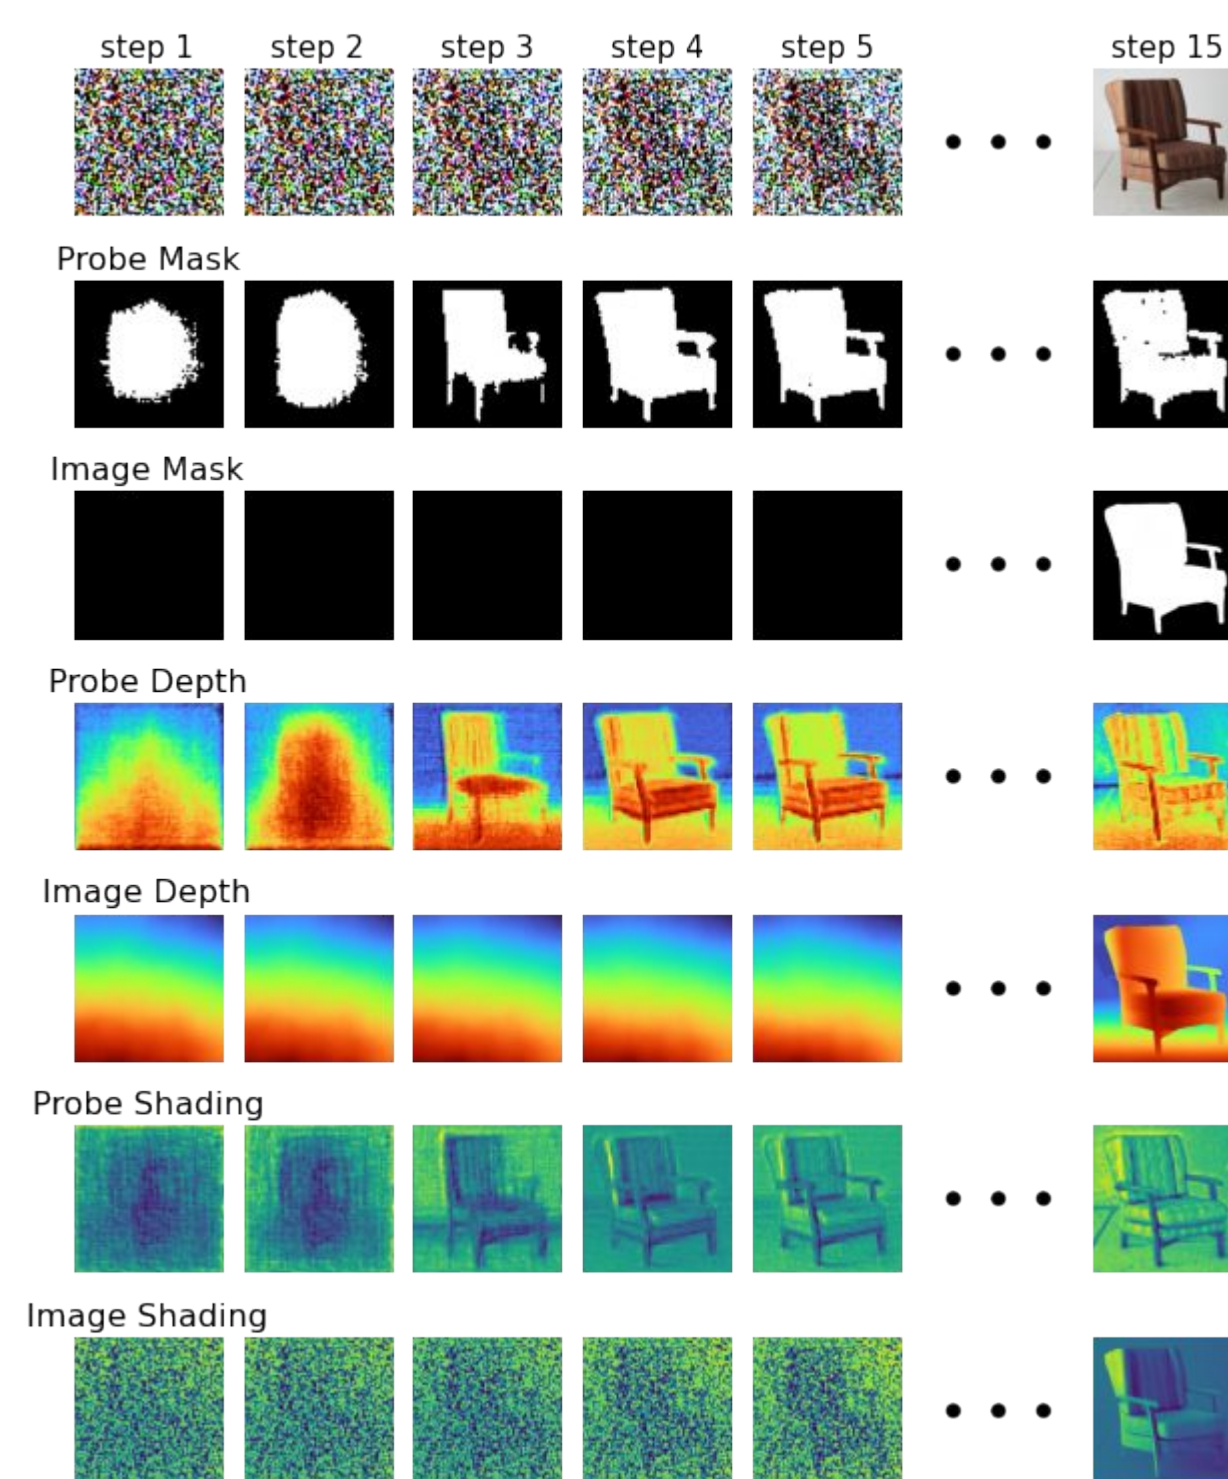 step 1 step 2 step 3 step 4 step 5 step 15
Probe Mask
Image Mask
Probe Depth
Image Depth
Probe Shading
Image Shading